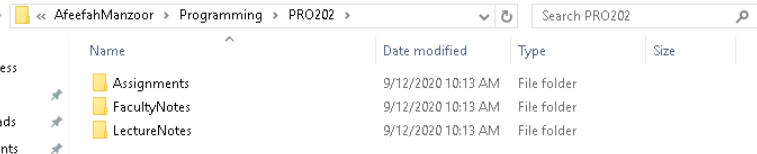 « AfeefahManzoor > Programming > PRO202 > Search PRO202
Name Date modified Type Size
ess
Assignments 9/12/2020 10:13 AM File folder
FacultyNotes 9/12/2020 10:13 AM File folder
ads
LectureNotes 9/12/2020 10:13 AM File folder
nts